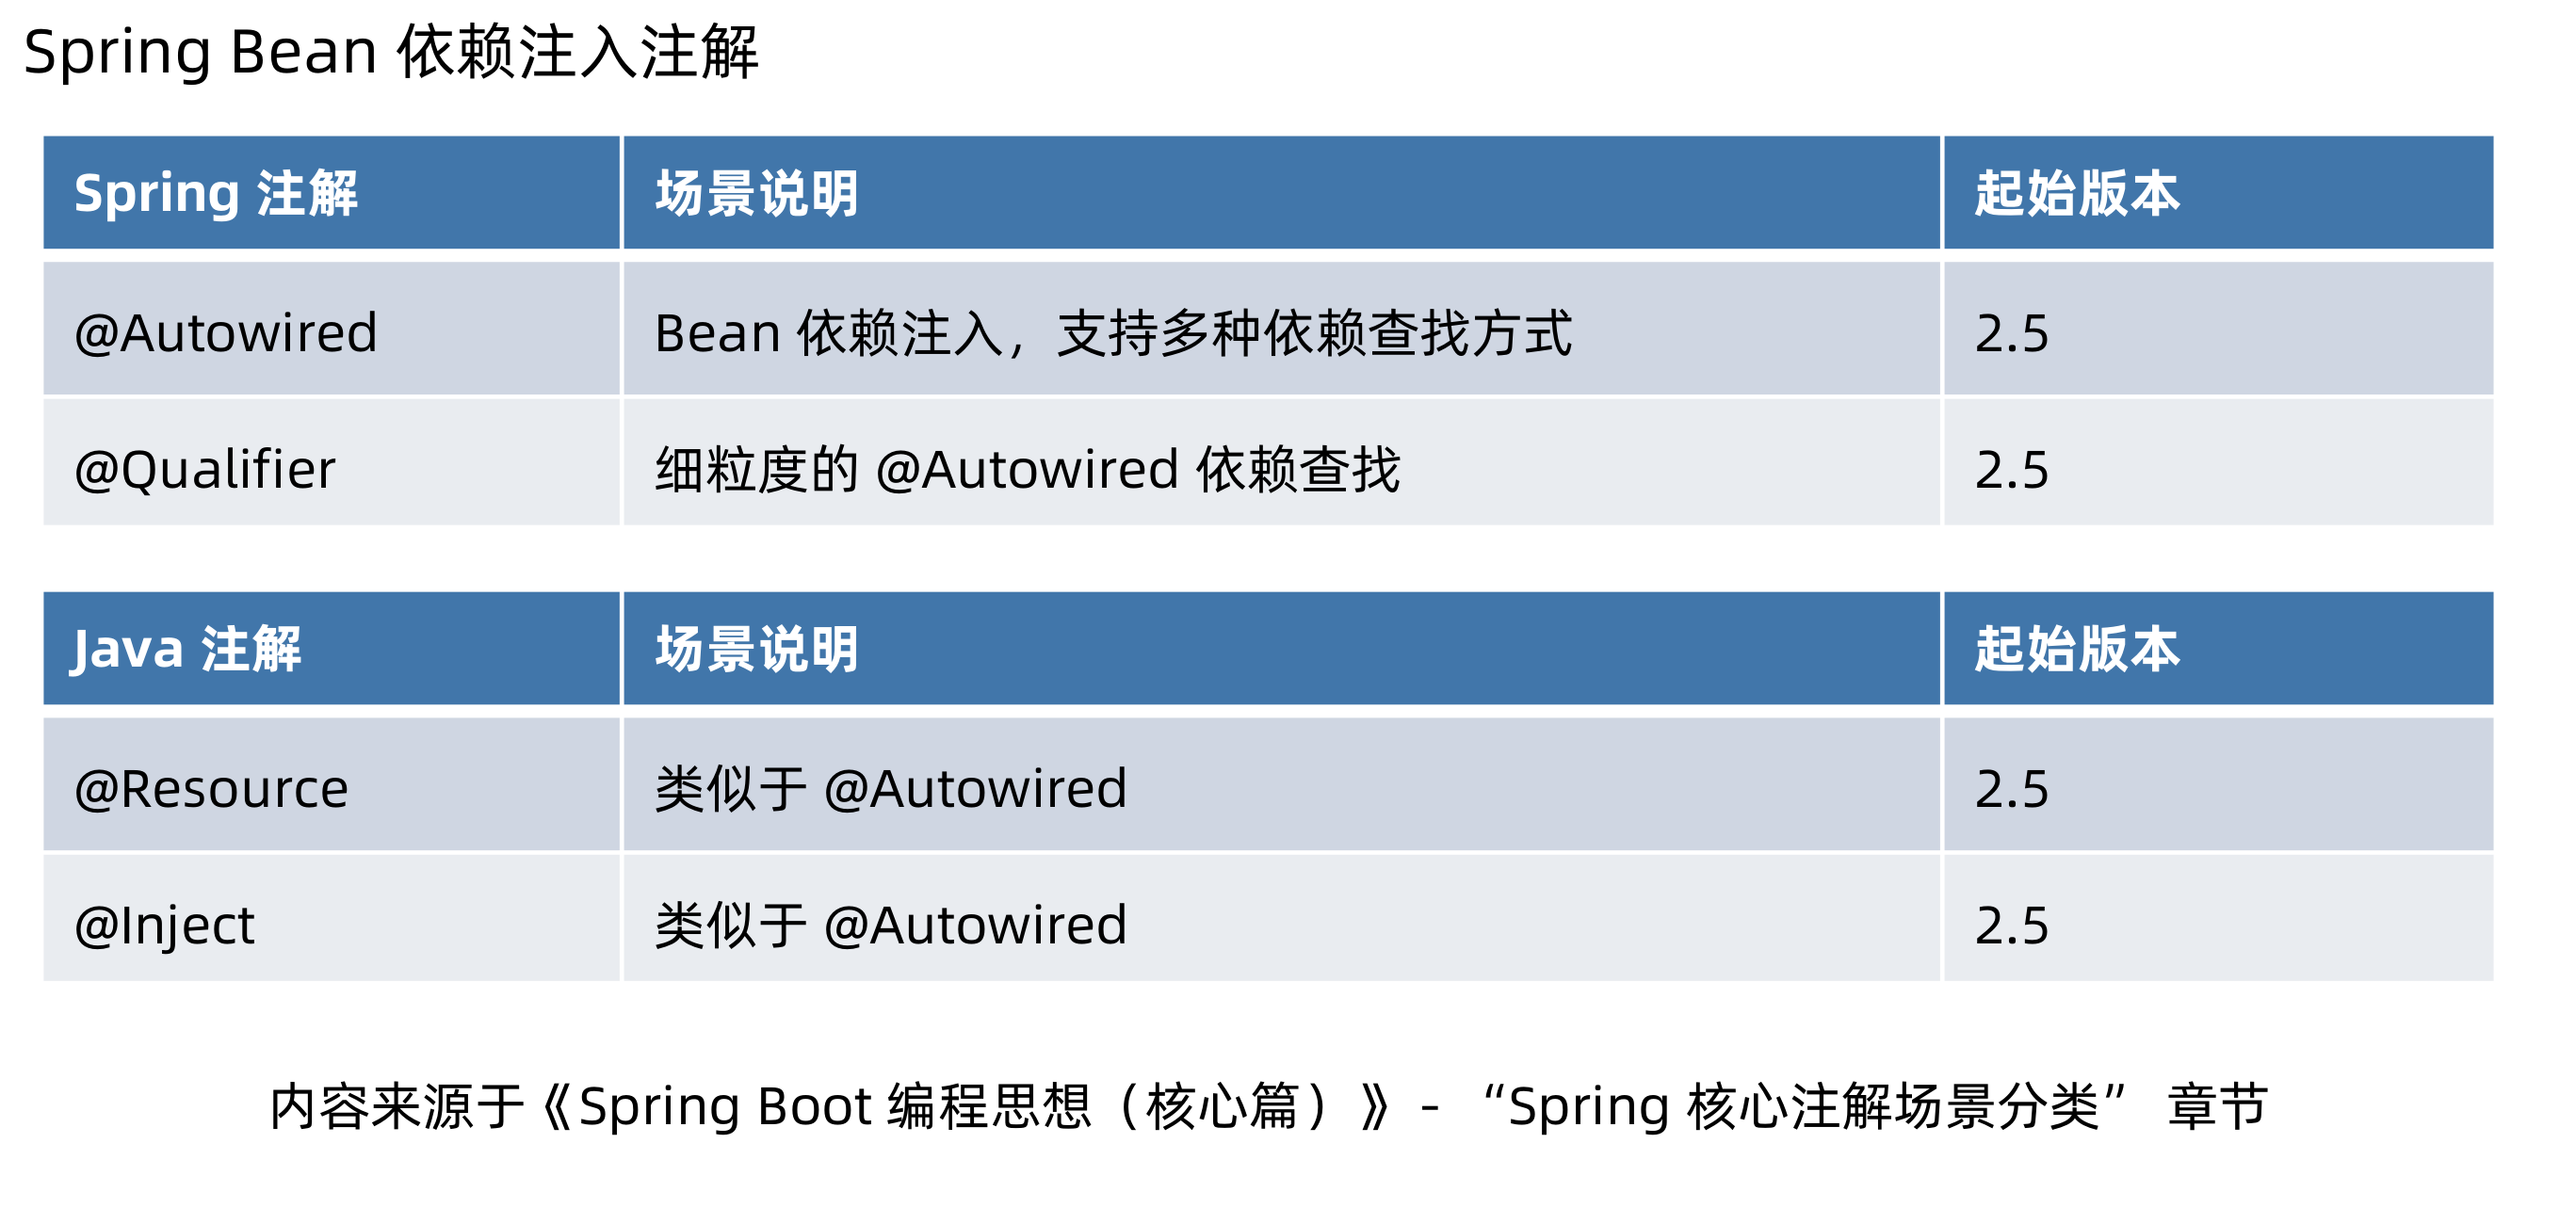 Spring Bean 依赖注入注解
Spring 注解 场景说明 起始版本
@Autowired Bean 依赖注入，支持多种依赖查找方式 2.5
@Qualifier 细粒度的 @Autowired 依赖查找 2.5
Java 注解 场景说明 起始版本
@Resource 类似于 @Autowired 2.5
@Inject 类似于 @Autowired 2.5
内容来源于《Spring Boot 编程思想（核心篇）》 - “Spring 核心注解场景分类” 章节